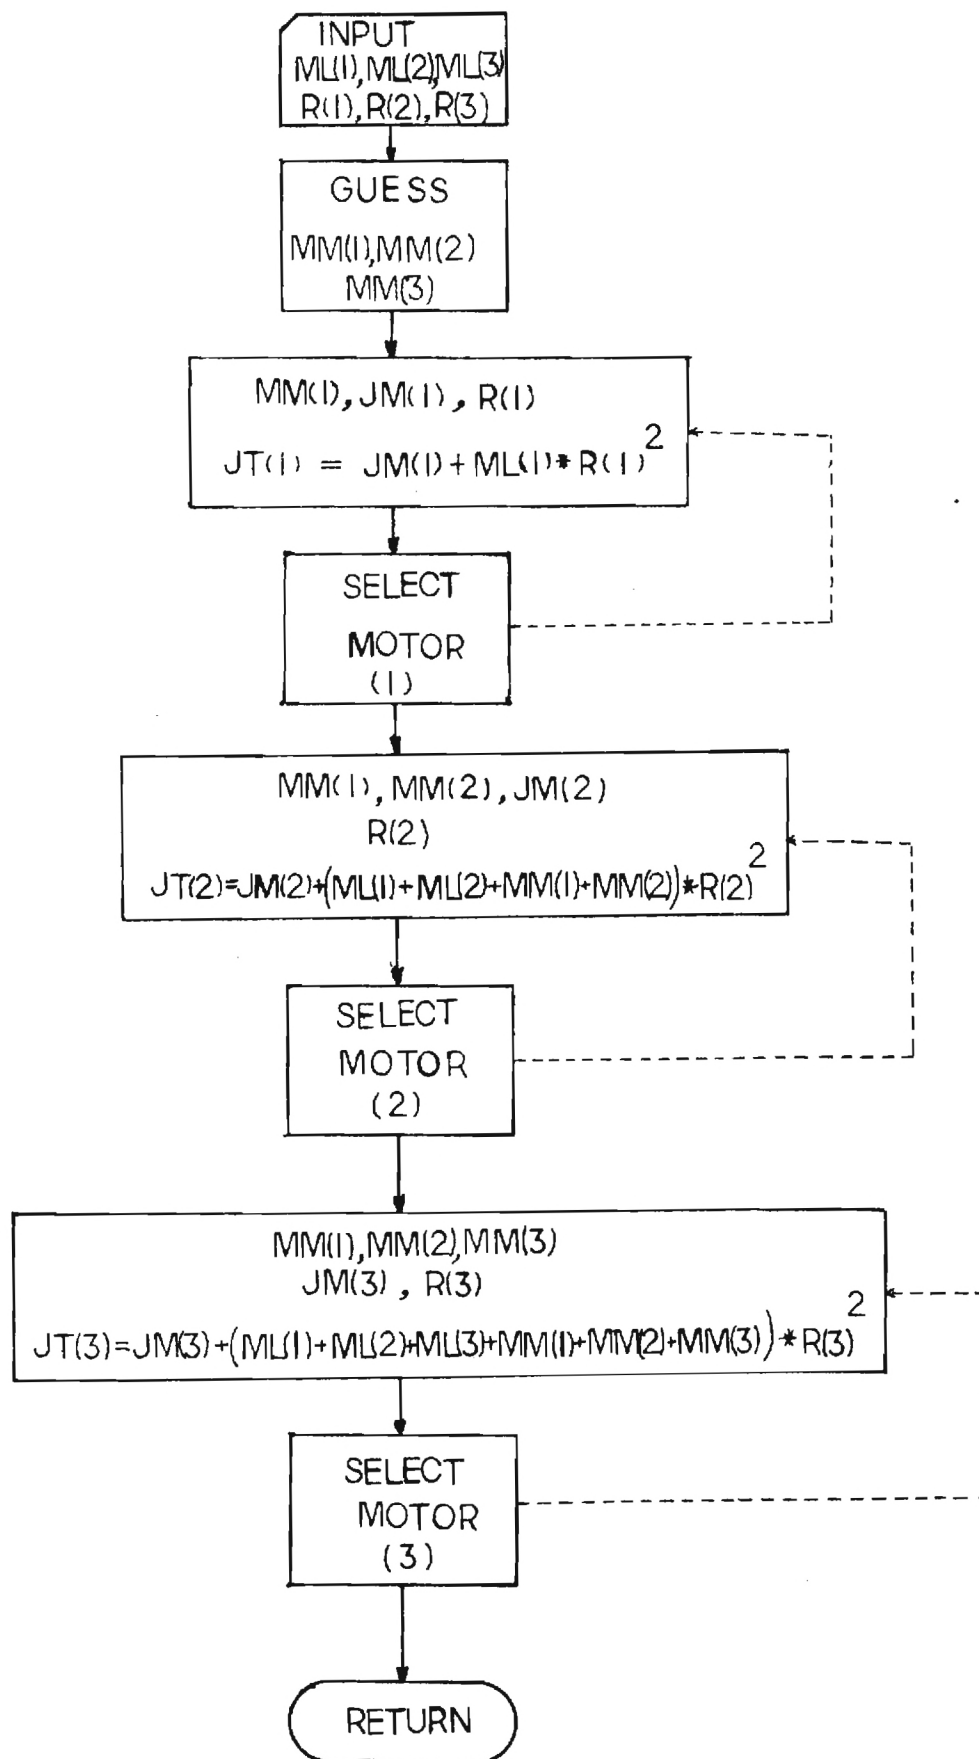 INPUT
ML(1), ML(2), ML(3)
R(1), R(2), R(3)
GUESS
MM(1), MM(2)
MM(3)
MM(1), JM(1), R(1)
JT(1) = JM(1) + ML(1) * R(1)²
SELECT
MOTOR
(1)
MM(1), MM(2), JM(2)
R(2)
JT(2) = JM(2) + (ML(1) + ML(2) + MM(1) + MM(2)) * R(2)²
SELECT
MOTOR
(2)
MM(1), MM(2), MM(3)
JM(3), R(3)
JT(3) = JM(3) + (ML(1) + ML(2) + ML(3) + MM(1) + MM(2) + MM(3)) * R(3)²
SELECT
MOTOR
(3)
RETURN